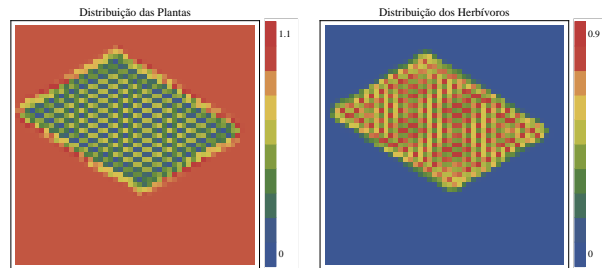 Distribuição das Plantas
1.1
0
Distribuição dos Herbívoros
0.9
0